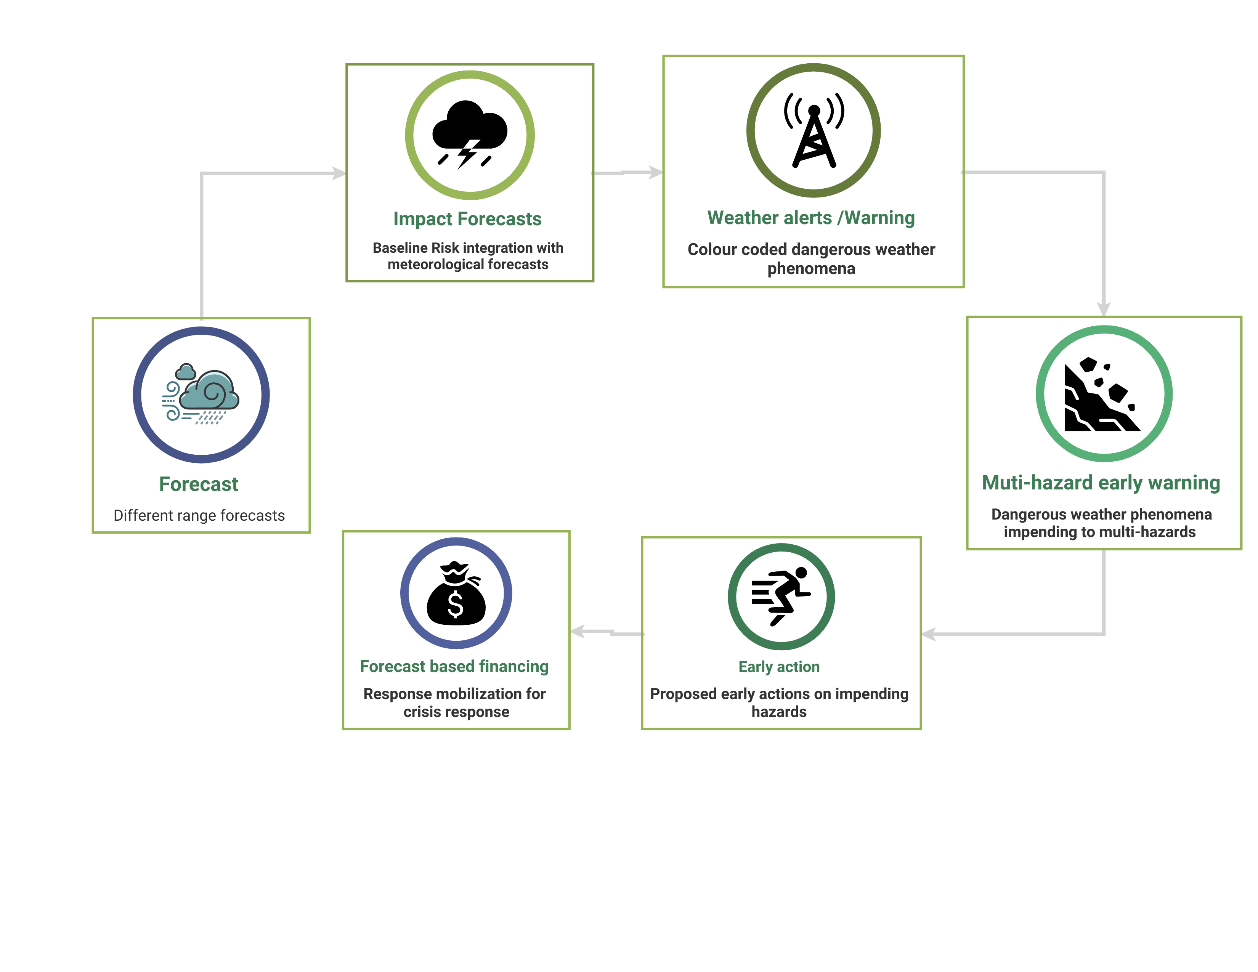 Impact Forecasts
Baseline Risk integration with
meteorological forecasts
Weather alerts /Warning
Colour coded dangerous weather
phenomena
Forecast
Different range forecasts
Muti-hazard early warning
Dangerous weather phenomena
impending to multi-hazards
$
Forecast based financing
Response mobilization for
crisis response
Early action
Proposed early actions on impending
hazards